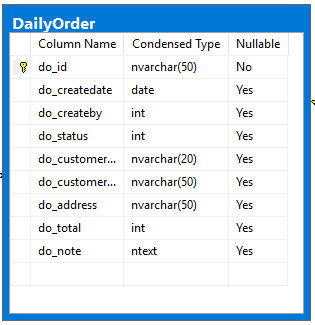 DailyOrder
Column Name Condensed Type Nullable
do_id nvarchar(50) No
do_createdate date Yes
do_createby int Yes
do_status int Yes
do_customer... nvarchar(20) Yes
do_customer... nvarchar(50) Yes
do_address nvarchar(50) Yes
do_total int Yes
do_note ntext Yes